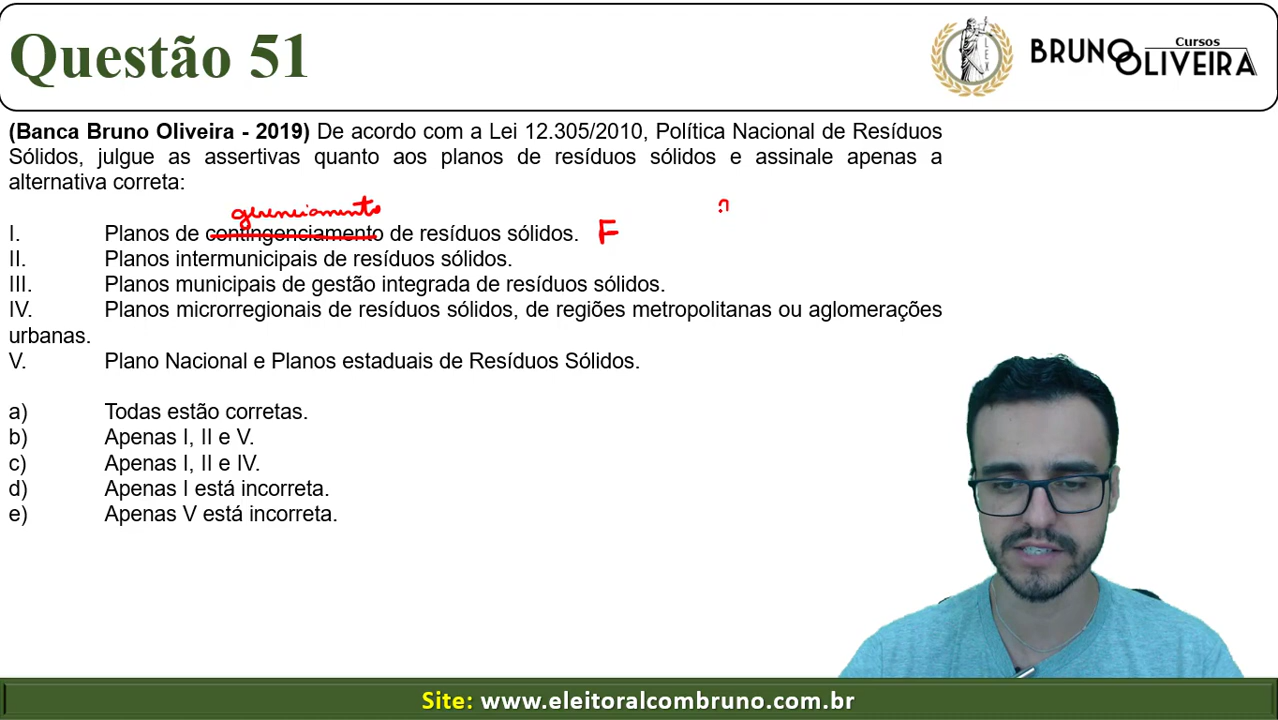 Questão 51
LEX
Cursos
BRUNO
OLIVEIRA
(Banca Bruno Oliveira - 2019) De acordo com a Lei 12.305/2010, Política Nacional de Resíduos
Sólidos, julgue as assertivas quanto aos planos de resíduos sólidos e assinale apenas a
alternativa correta:
gerenciamento
I. Planos de contingenciamento de resíduos sólidos. F
II. Planos intermunicipais de resíduos sólidos.
III. Planos municipais de gestão integrada de resíduos sólidos.
IV. Planos microrregionais de resíduos sólidos, de regiões metropolitanas ou aglomerações
urbanas.
V. Plano Nacional e Planos estaduais de Resíduos Sólidos.
a) Todas estão corretas.
b) Apenas I, II e V.
c) Apenas I, II e IV.
d) Apenas I está incorreta.
e) Apenas V está incorreta.
Site: www.eleitoralcombruno.com.br